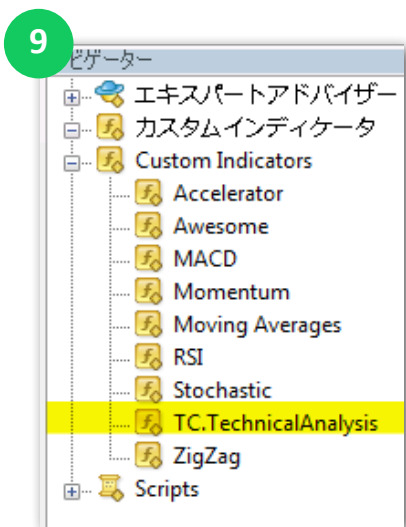 9
ビゲーター
エキスパートアドバイザー
カスタムインディケータ
Custom Indicators
Accelerator
Awesome
MACD
Momentum
Moving Averages
RSI
Stochastic
TC.TechnicalAnalysis
ZigZag
Scripts